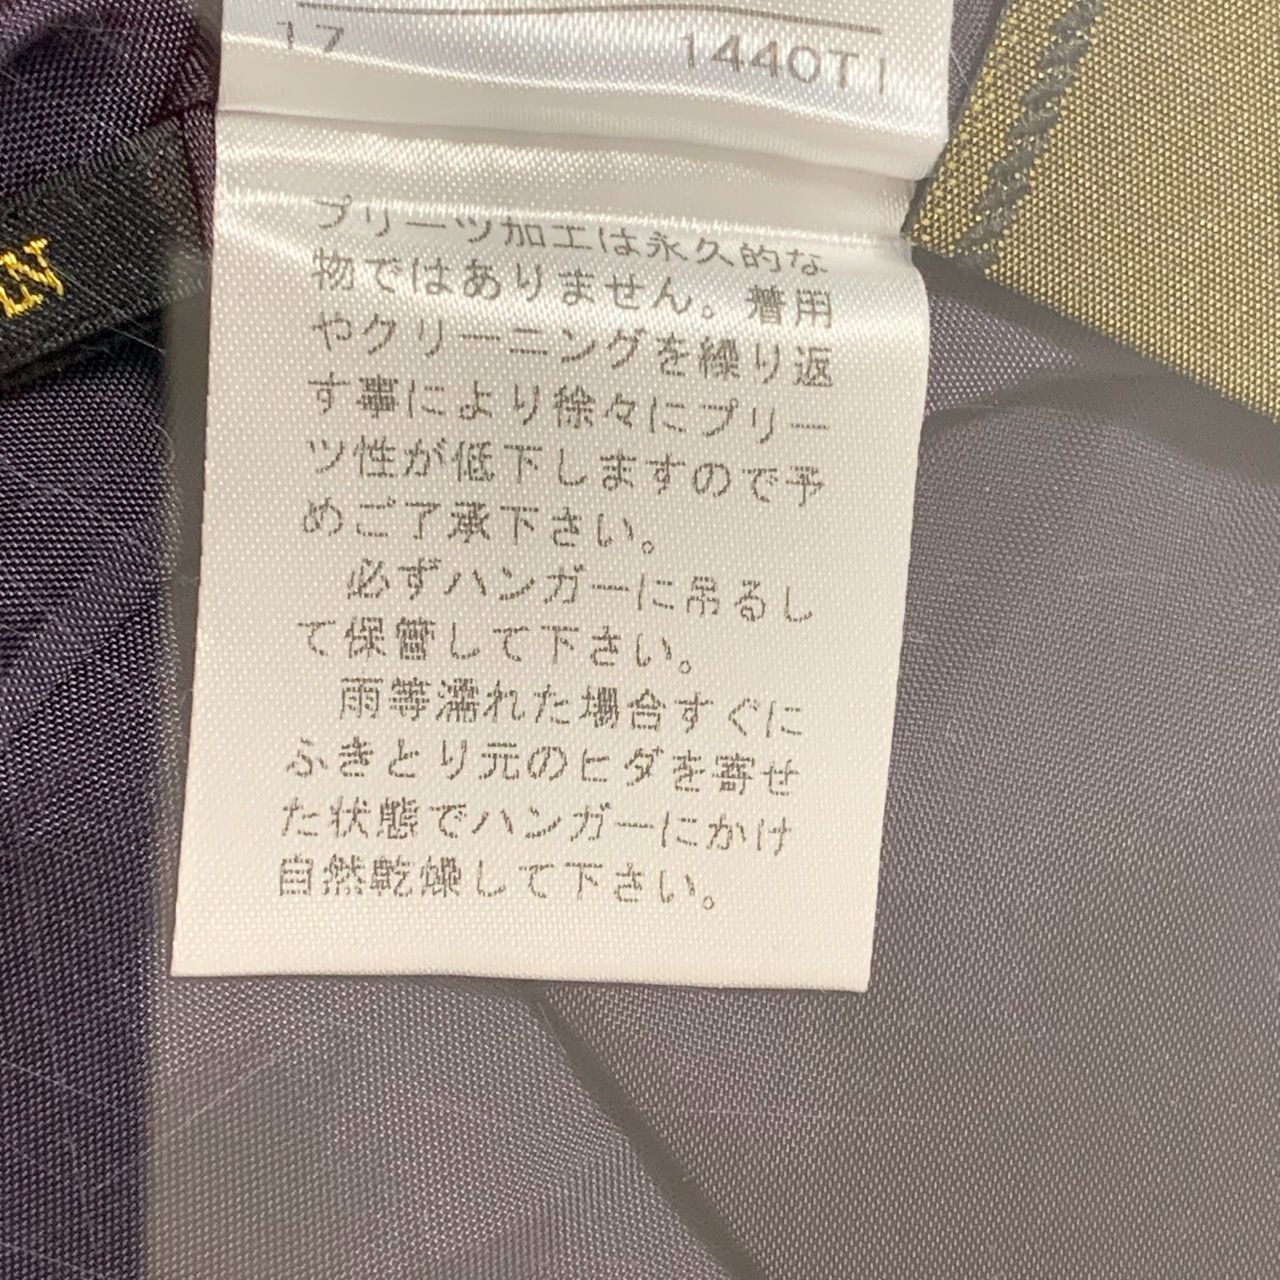 17 1440T1
プリーツ加工は永久的な
物ではありません。着用
やクリーニングを繰り返
す事により徐々にプリー
ツ性が低下しますので予
めご了承下さい。
必ずハンガーに吊るし
て保管して下さい。
雨等濡れた場合すぐに
ふきとり元のヒダを寄せ
た状態でハンガーにかけ
自然乾燥して下さい。